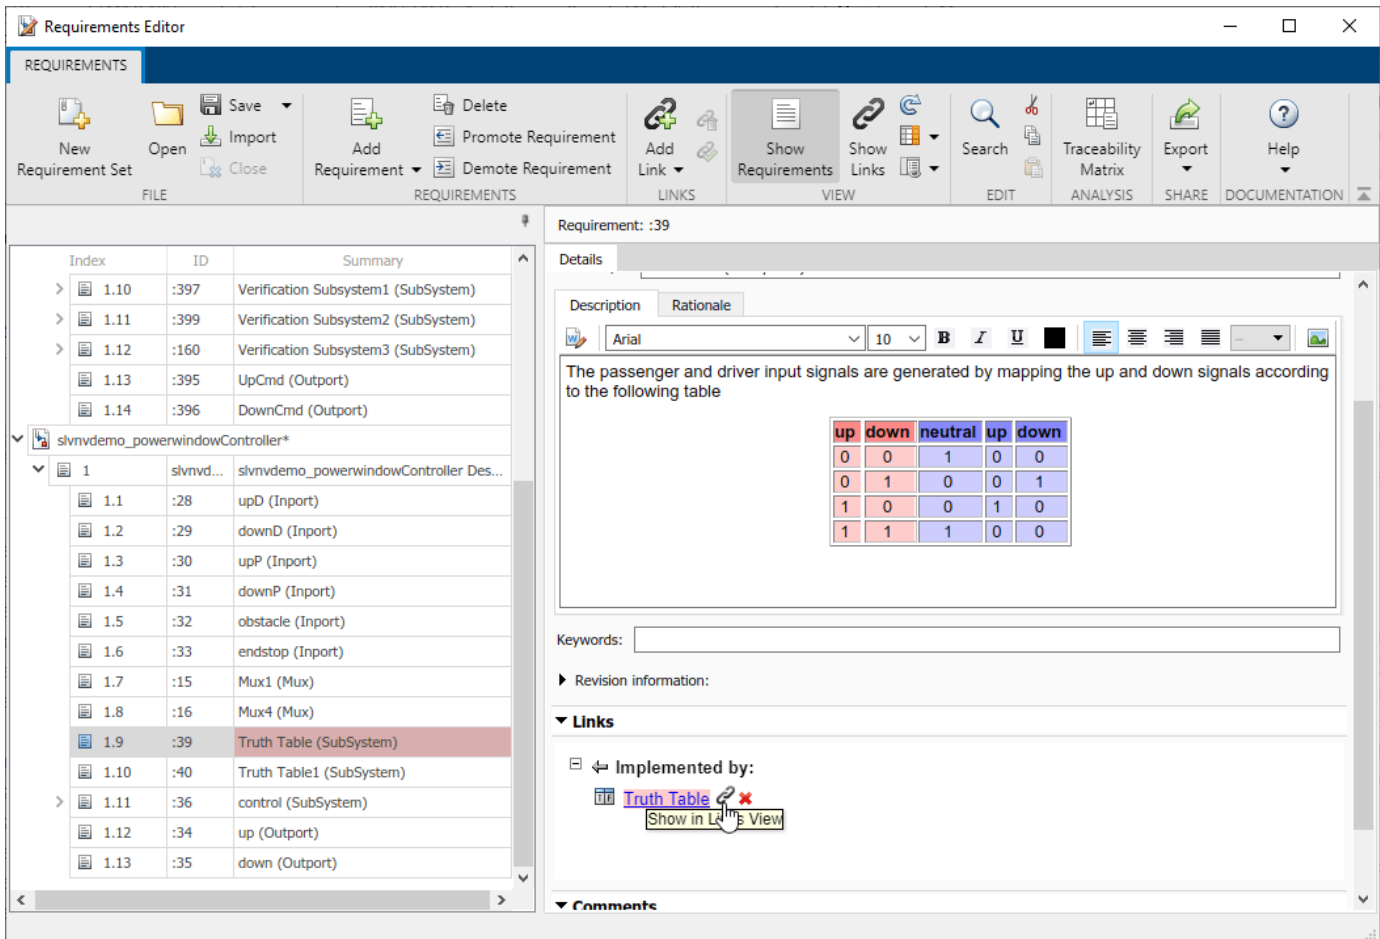 Requirements Editor
REQUIREMENTS
New
Requirement Set
Open
Save
Import
Close
FILE
Add
Requirement
Delete
Promote Requirement
Demote Requirement
REQUIREMENTS
Add
Link
LINKS
Show
Requirements
Show
Links
VIEW
Search
EDIT
Traceability
Matrix
ANALYSIS
Export
SHARE
Help
DOCUMENTATION
Index ID Summary
1.10 :397 Verification Subsystem1 (SubSystem)
1.11 :399 Verification Subsystem2 (SubSystem)
1.12 :160 Verification Subsystem3 (SubSystem)
1.13 :395 UpCmd (Outport)
1.14 :396 DownCmd (Outport)
slvnvdemo_powerwindowController*
1 slvnvd... slvnvdemo_powerwindowController Des...
1.1 :28 upD (Inport)
1.2 :29 downD (Inport)
1.3 :30 upP (Inport)
1.4 :31 downP (Inport)
1.5 :32 obstacle (Inport)
1.6 :33 endstop (Inport)
1.7 :15 Mux1 (Mux)
1.8 :16 Mux4 (Mux)
1.9 :39 Truth Table (SubSystem)
1.10 :40 Truth Table1 (SubSystem)
1.11 :36 control (SubSystem)
1.12 :34 up (Outport)
1.13 :35 down (Outport)
Requirement: :39
Details
Description Rationale
Arial 10 B I U ...
The passenger and driver input signals are generated by mapping the up and down signals according
to the following table
up down neutral up down
0 0 1 0 0
0 1 0 0 1
1 0 0 1 0
1 1 1 0 0
Keywords:
Revision information:
Links
Implemented by:
Truth Table
Show in Links View
Comments